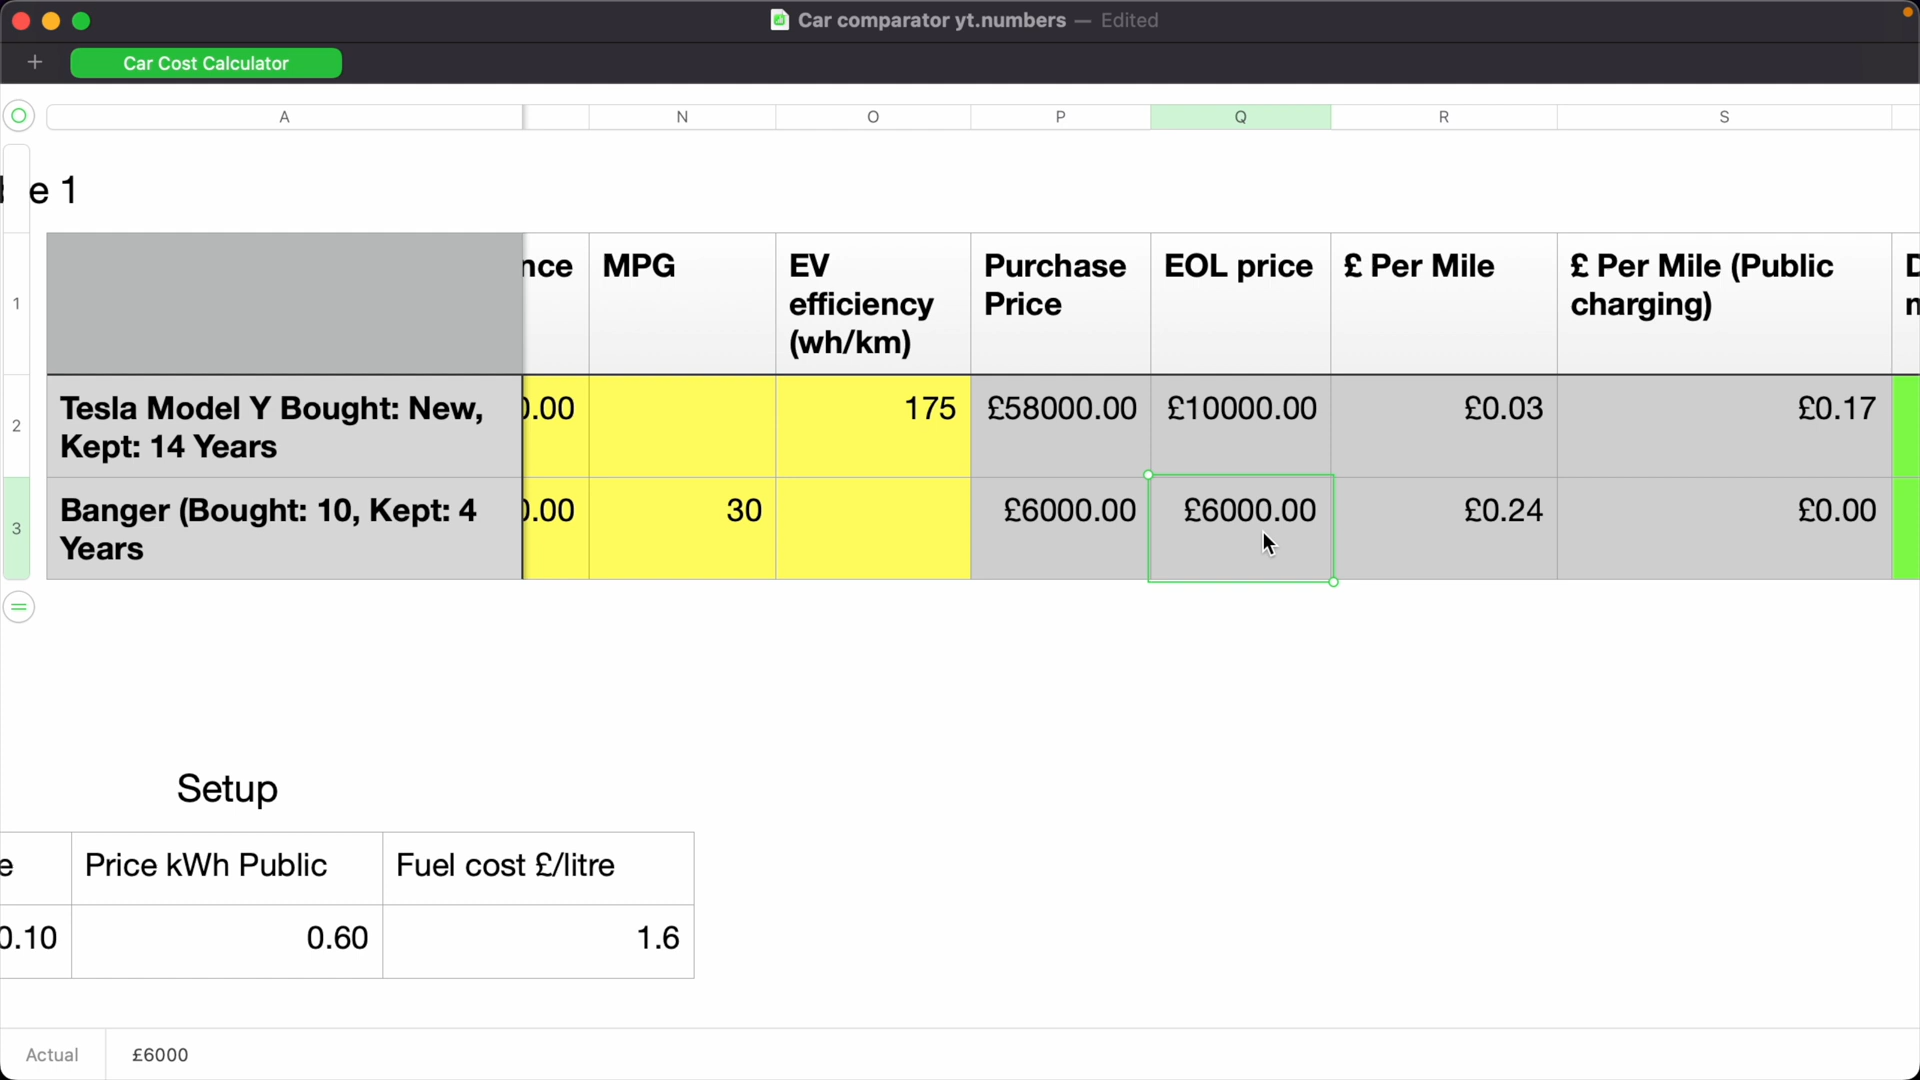 Car comparator yt.numbers — Edited
+ Car Cost Calculator
A N O P Q R S
e 1
1
MPG
EV
efficiency
(wh/km)
Purchase
Price
EOL price
£ Per Mile
£ Per Mile (Public
charging)
2
Tesla Model Y Bought: New,
Kept: 14 Years
0.00 175 £58000.00 £10000.00 £0.03 £0.17
3
Banger (Bought: 10, Kept: 4
Years
0.00 30 £6000.00 £6000.00 £0.24 £0.00
Setup
e Price kWh Public Fuel cost £/litre
0.10 0.60 1.6
Actual £6000